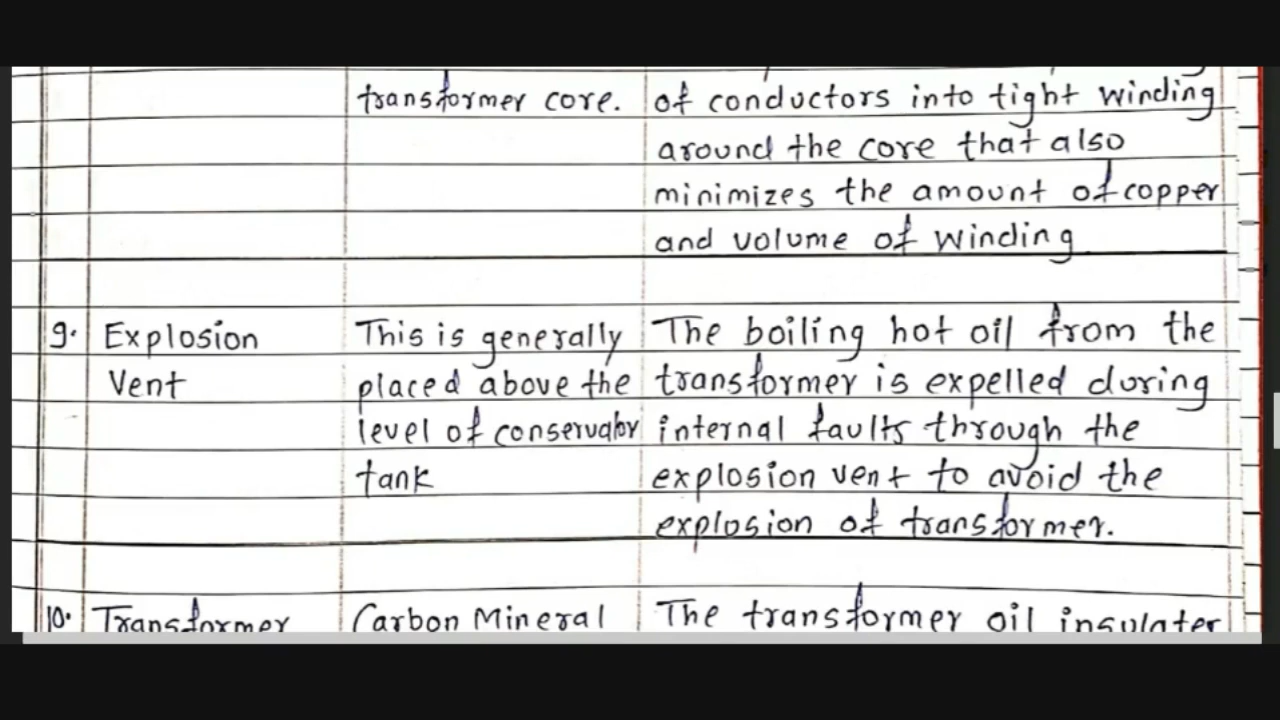 transformer core.
of conductors into tight winding
around the core that also
minimizes the amount of copper
and volume of winding
9. Explosion
Vent
This is generally
placed above the
level of conservator
tank
The boiling hot oil from the
transformer is expelled during
internal faults through the
explosion vent to avoid the
explosion of transformer.
10. Transformer
Carbon Mineral
The transformer oil insulater